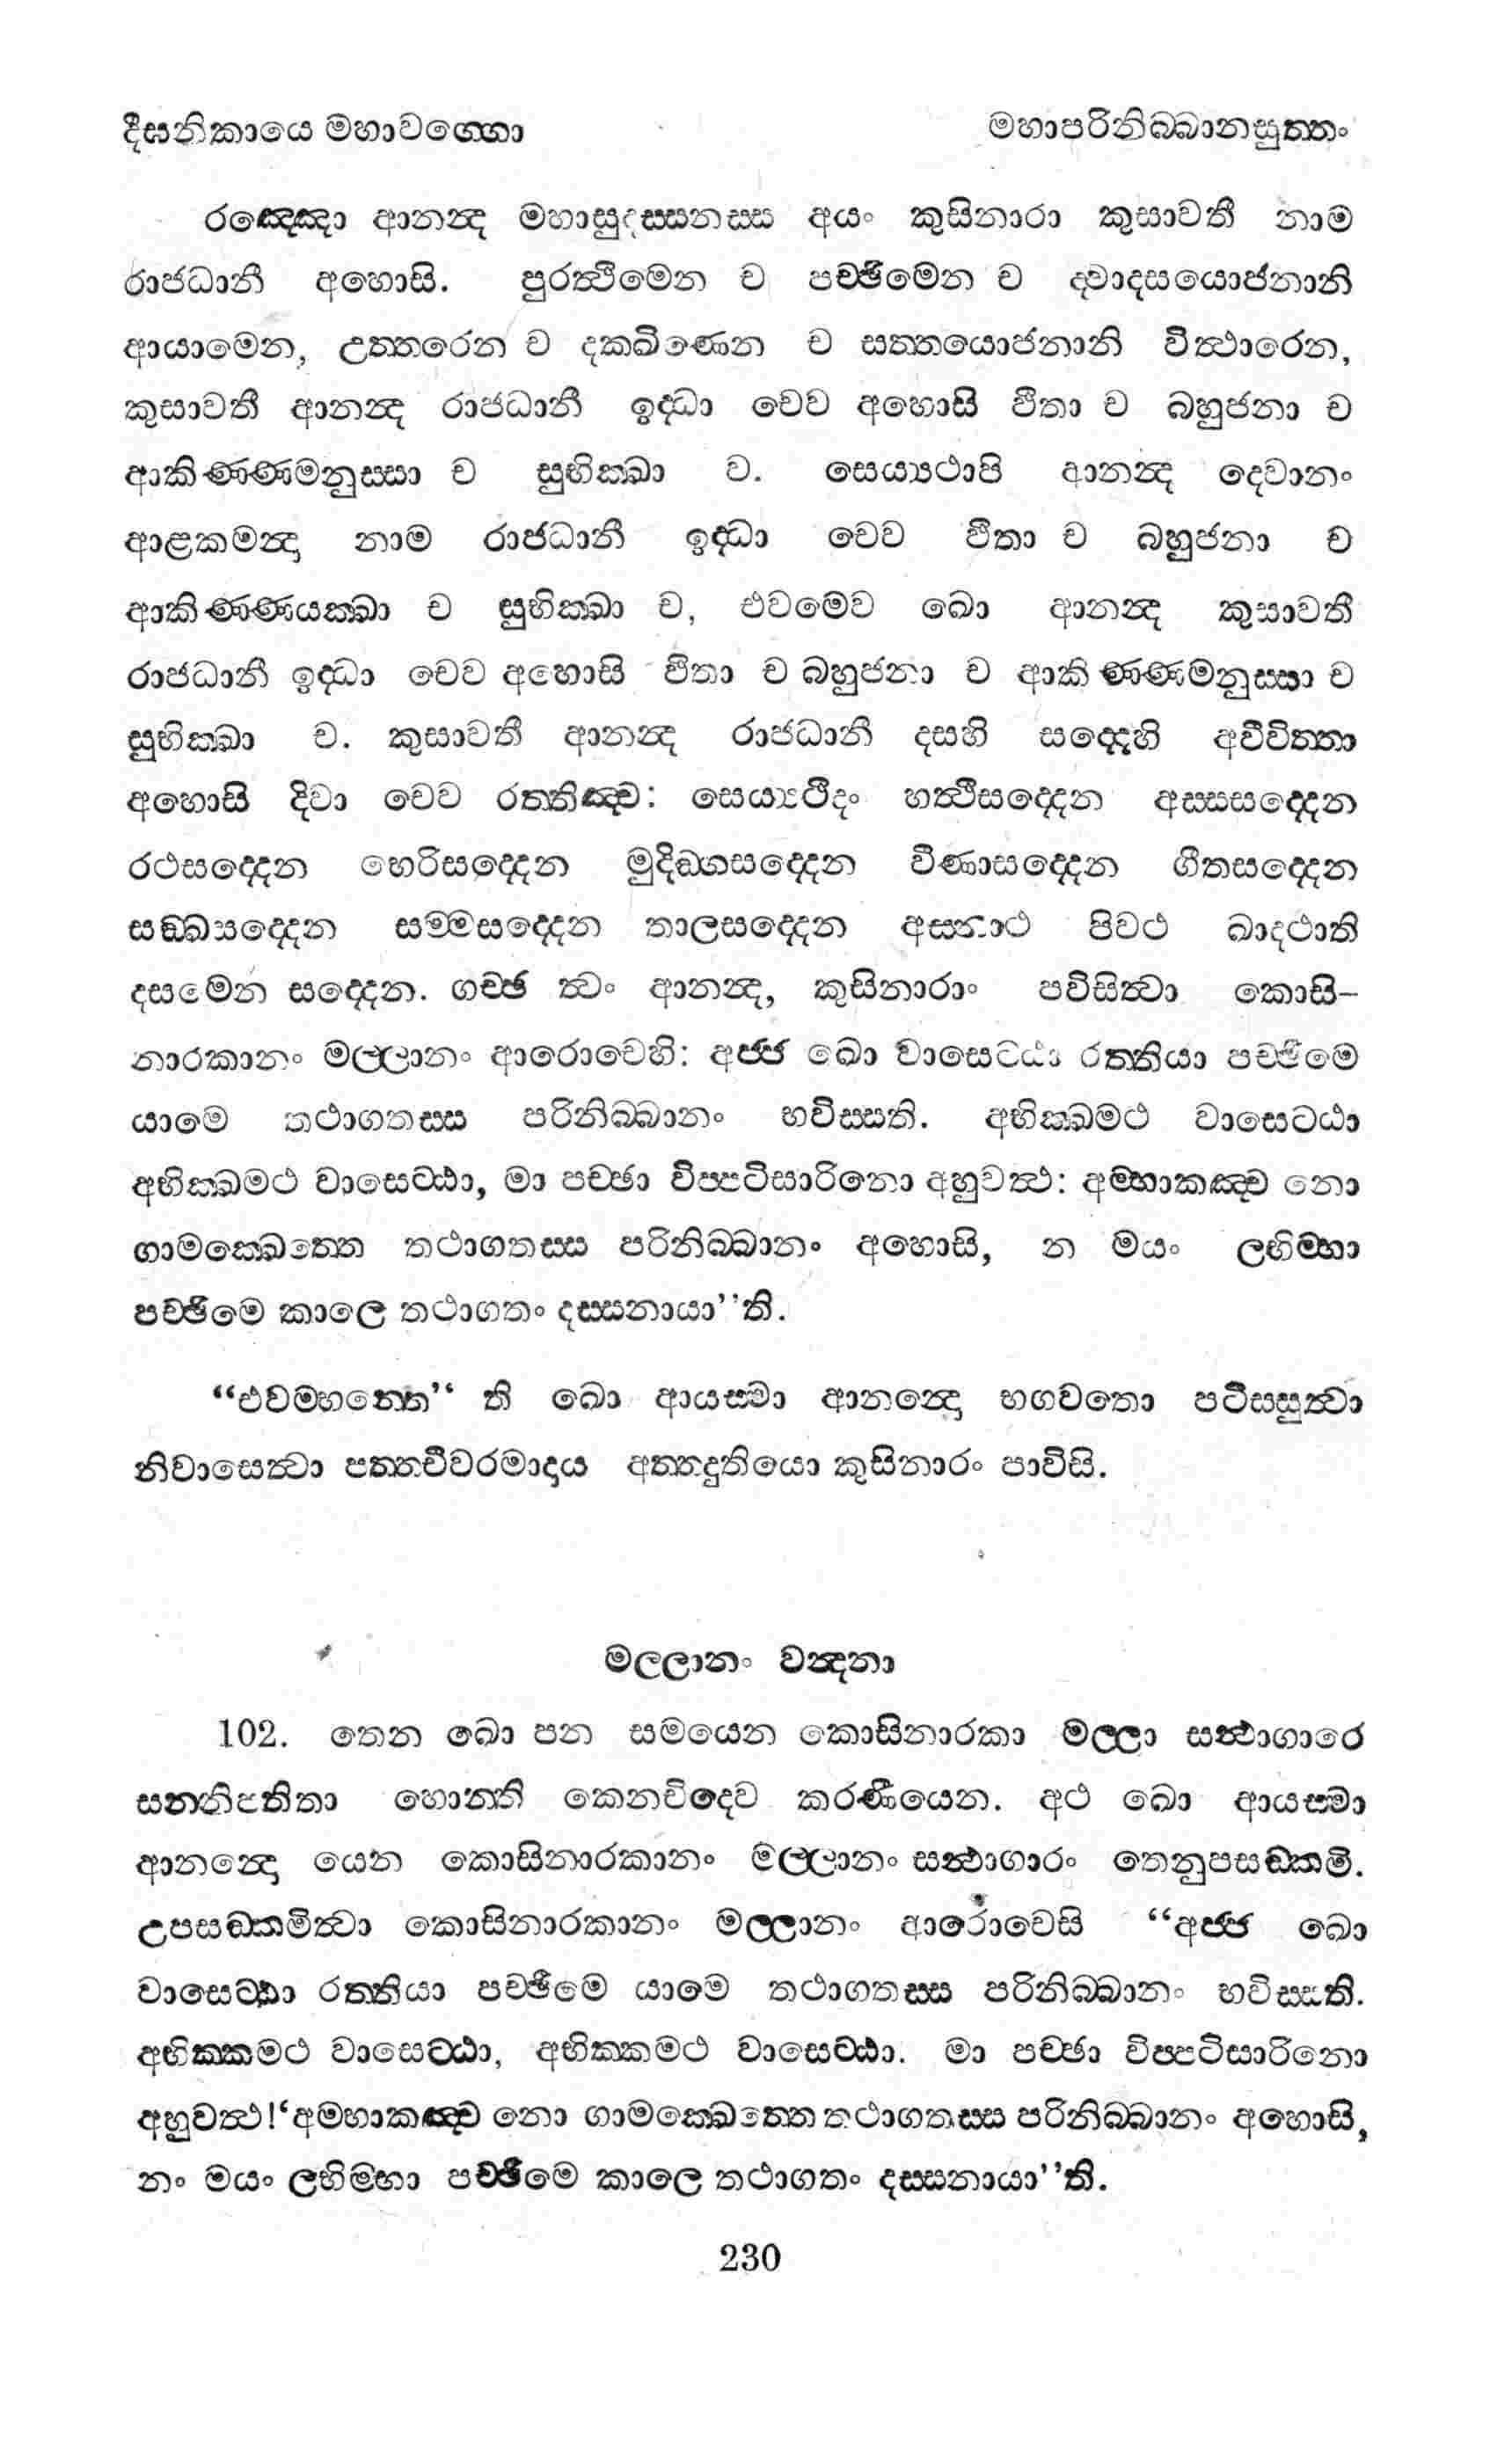 දීඝනිකායෙ මහාවග්ගො
මහාපරිනිබ්බානසුත්තං
රඤ්ඤො ආනන්ද මහාසුදස්සනස්ස අයං කුසිනාරා කුසාවතී නාම
රාජධානී අහොසි. පුරත්ථිමෙන ච පච්ඡිමෙන ච ද්වාදසයොජනානි
ආයාමෙන, උත්තරෙන ච දක්ඛිණෙන ච සත්තයොජනානි විත්ථාරෙන,
කුසාවතී ආනන්ද රාජධානී ඉද්ධා චෙව අහොසි ඵීතා ච බහුජනා ච
ආකිණ්ණමනුස්සා ච සුභික්ඛා ච. සෙය්‍යථාපි ආනන්ද දෙවානං
ආළකමන්දා නාම රාජධානී ඉද්ධා චෙව ඵීතා ච බහුජනා ච
ආකිණ්ණයක්ඛා ච සුභික්ඛා ච, එවමෙව ඛො ආනන්ද කුසාවතී
රාජධානී ඉද්ධා චෙව අහොසි ඵිතා ච බහුජනා ච ආකිණ්ණමනුස්සා ච
සුභික්ඛා ච. කුසාවතී ආනන්ද රාජධානී දසහි සද්දෙහි අවිවිත්තා
අහොසි දිවා චෙව රත්තිඤ්ච: සෙය්‍යථිදං හත්ථිසද්දෙන අස්සසද්දෙන
රථසද්දෙන භෙරිසද්දෙන මුදිඞ්ගසද්දෙන වීණාසද්දෙන ගීතසද්දෙන
සඞ්ඛසද්දෙන සම්මසද්දෙන තාලසද්දෙන අස්නාථ පිවථ ඛාදථාති
දසමෙන සද්දෙන. ගච්ඡ ත්වං ආනන්ද, කුසිනාරාං පවිසිත්වා කොසි-
නාරකානං මල්ලානං ආරොචෙහි: අජ්ජ ඛො වාසෙට්ඨා රත්තියා පච්ඡිමෙ
යාමෙ තථාගතස්ස පරිනිබ්බානං භවිස්සති. අභික්ඛමථ වාසෙට්ඨා
අභික්ඛමථ වාසෙට්ඨා, මා පච්ඡා විප්පටිසාරිනො අහුවත්ථ: අම්භාකඤ්ච නො
ගාමක්ඛෙත්තෙ තථාගතස්ස පරිනිබ්බානං අහොසි, න මයං ලභිම්හා
පච්ඡිමෙ කාලෙ තථාගතං දස්සනායා’’ති.
“එවම්භන්තෙ’‘ ති ඛො ආයස්මා ආනන්දො භගවතො පටිස්සුත්වා
නිවාසෙත්වා පත්තචීවරමාදාය අත්තදුතියො කුසිනාරං පාවිසි.
මල්ලානං වන්දනා
102. තෙන ඛො පන සමයෙන කොසිනාරකා මල්ලා සන්ථාගාරෙ
සන්නිපතිතා හොන්ති කෙනචිදෙව කරණීයෙන. අථ ඛො ආයස්මා
ආනන්දො යෙන කොසිනාරකානං මල්ලානං සන්ථාගාරං තෙනුපසඞ්කමි.
උපසඞ්කමිත්වා කොසිනාරකානං මල්ලානං ආරොචෙසි “අජ්ජ ඛො
වාසෙට්ඨා රත්තියා පච්ඡිමෙ යාමෙ තථාගතස්ස පරිනිබ්බානං භවිස්සති.
අභික්කමථ වාසෙට්ඨා, අභික්කමථ වාසෙට්ඨා. මා පච්ඡා විප්පටිසාරිනො
අහුවත්ථ!‘අම්භාකඤ්ච නො ගාමක්ඛෙත්තෙ තථාගතස්ස පරිනිබ්බානං අහොසි,
නං මයං ලභිම්භා පච්ඡිමෙ කාලෙ තථාගතං දස්සනායා’’ති.
230